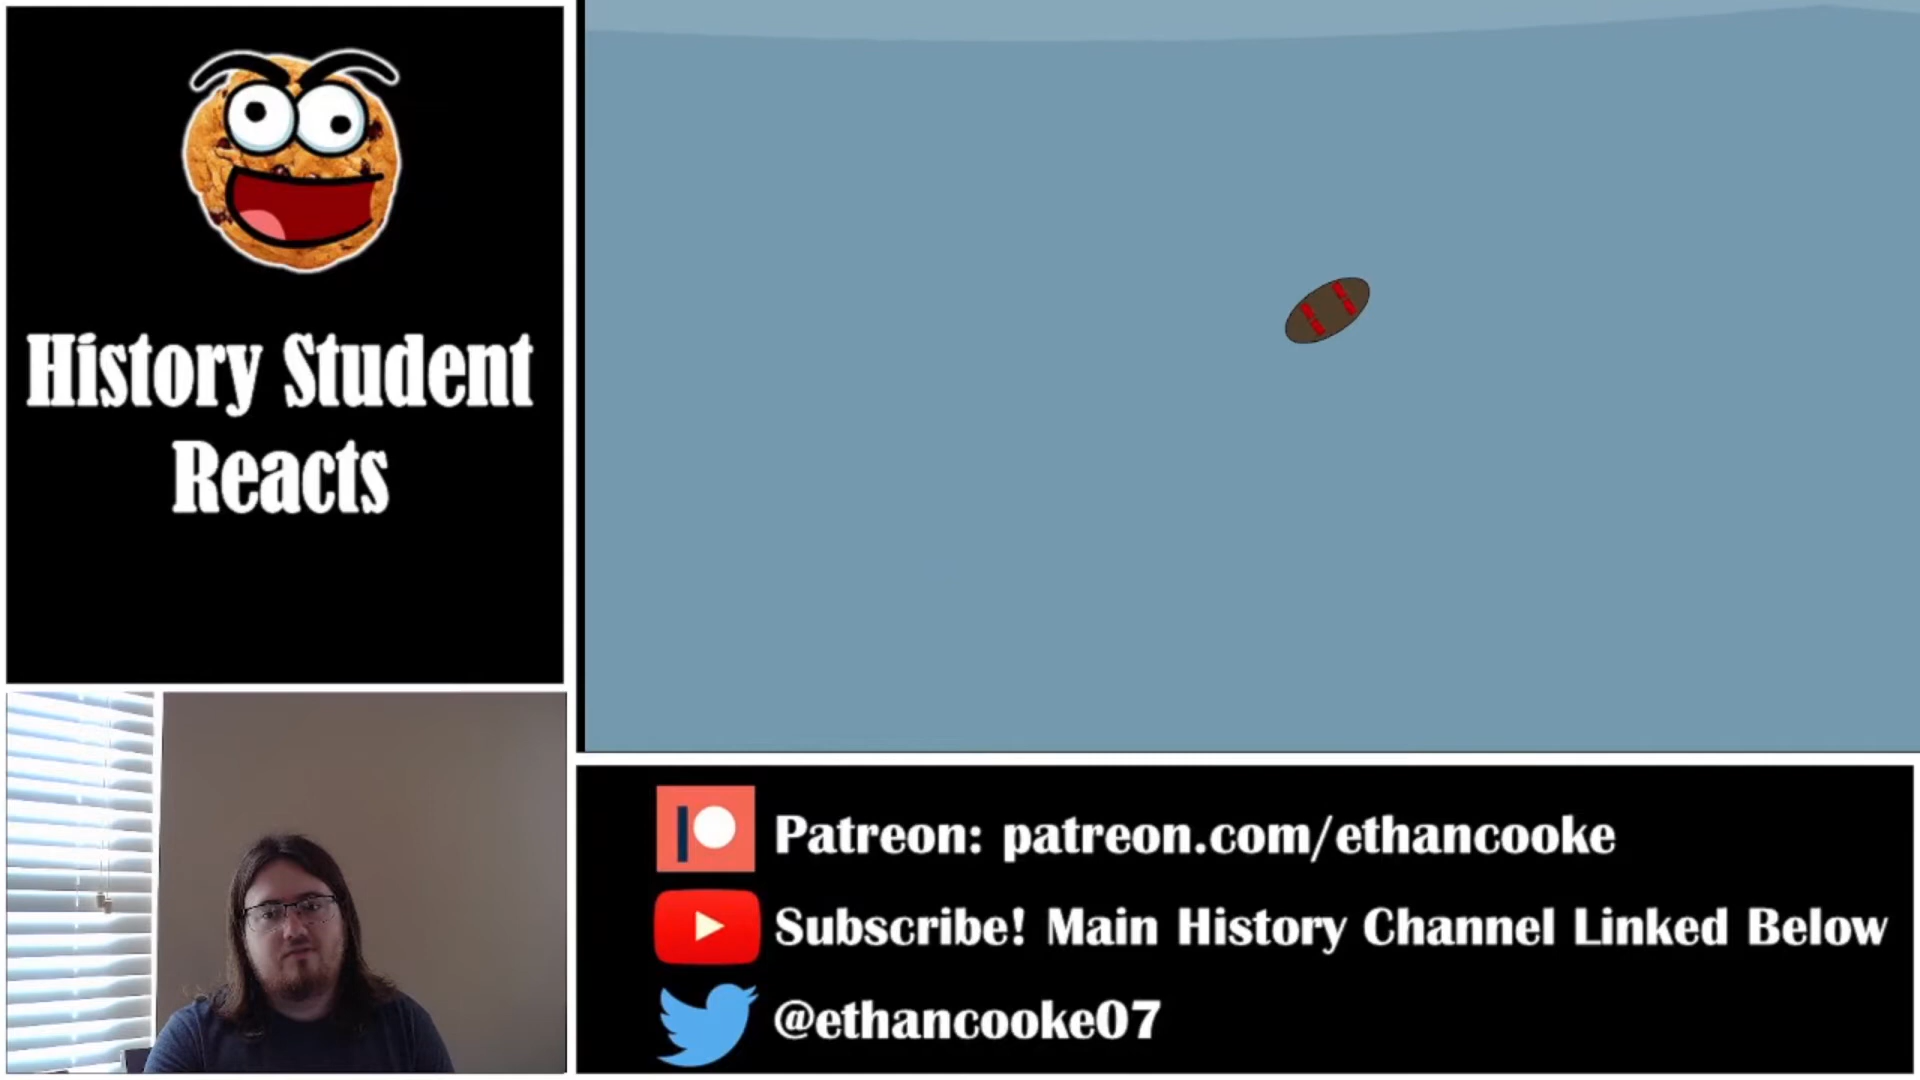 History Student
Reacts
Patreon: patreon.com/ethancooke
Subscribe! Main History Channel Linked Below
@ethancooke07